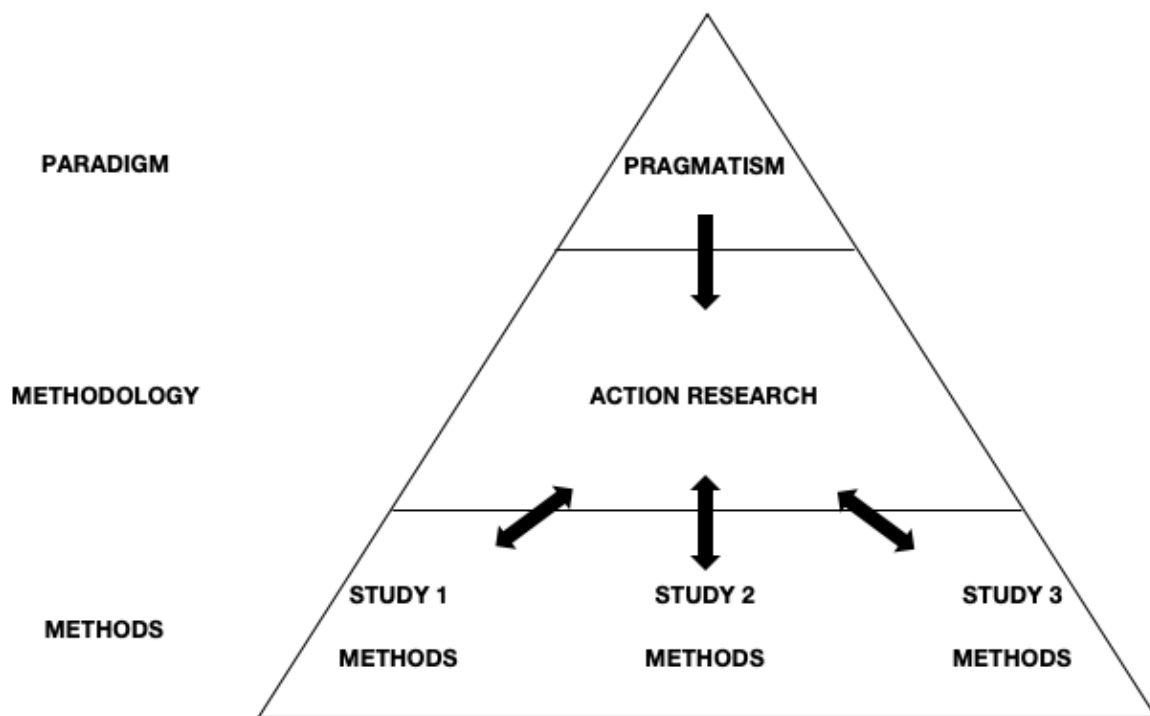 PARADIGM
PRAGMATISM
METHODOLOGY
ACTION RESEARCH
STUDY 1
STUDY 2
STUDY 3
METHODS
METHODS
METHODS
METHODS